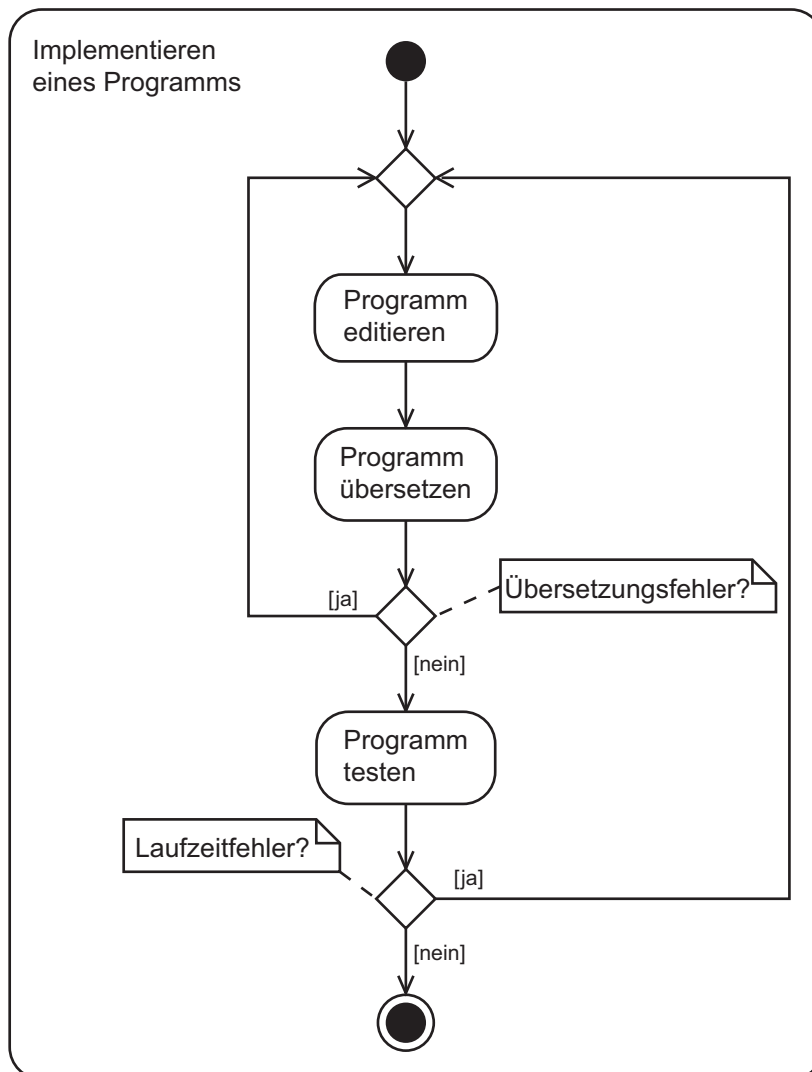 Implementieren
eines Programms
Programm
editieren
Programm
übersetzen
Übersetzungsfehler?
[ja]
[nein]
Programm
testen
Laufzeitfehler?
[ja]
[nein]